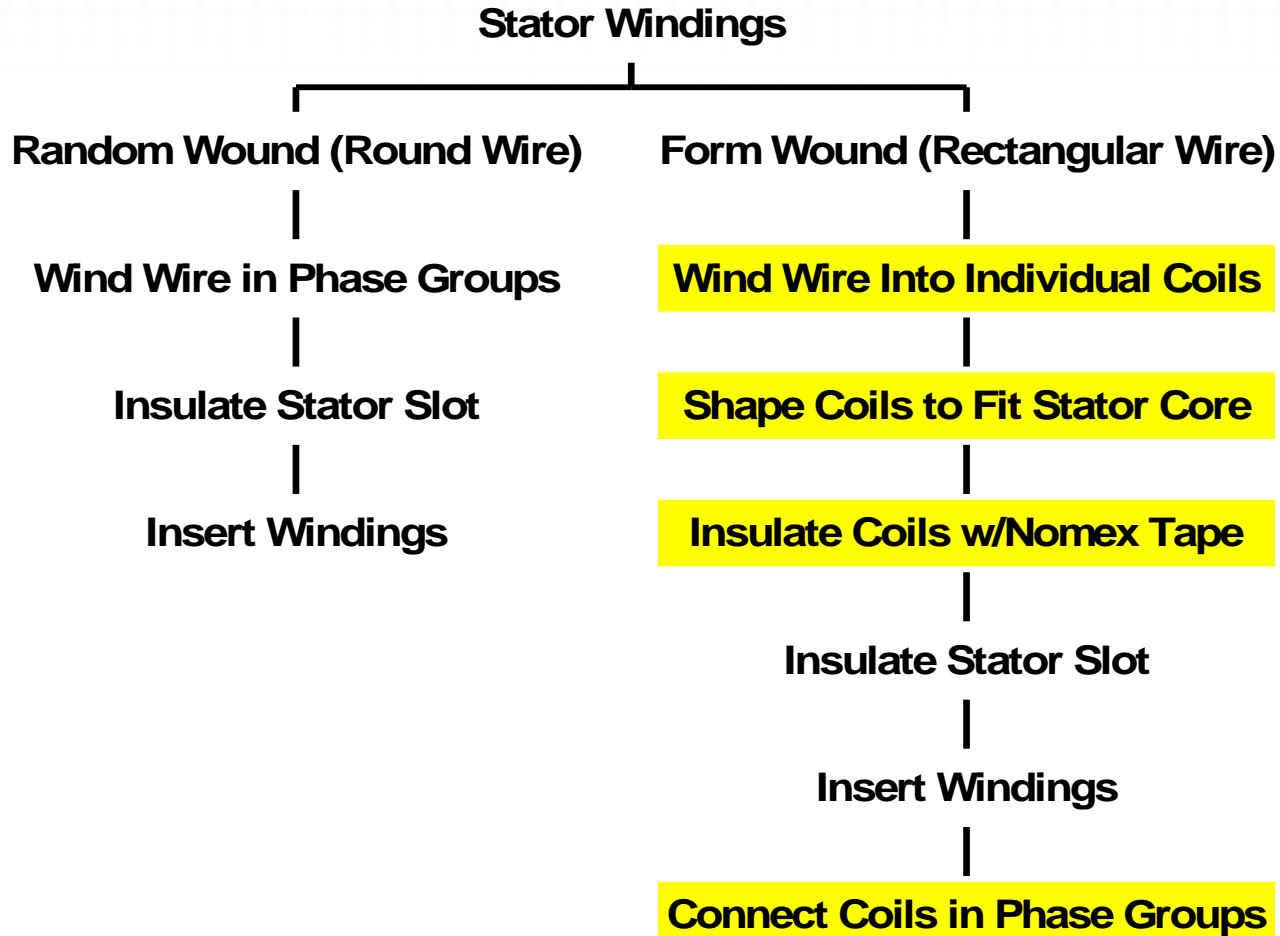 Stator Windings
Random Wound (Round Wire)
Wind Wire in Phase Groups
Insulate Stator Slot
Insert Windings
Form Wound (Rectangular Wire)
Wind Wire Into Individual Coils
Shape Coils to Fit Stator Core
Insulate Coils w/Nomex Tape
Insulate Stator Slot
Insert Windings
Connect Coils in Phase Groups